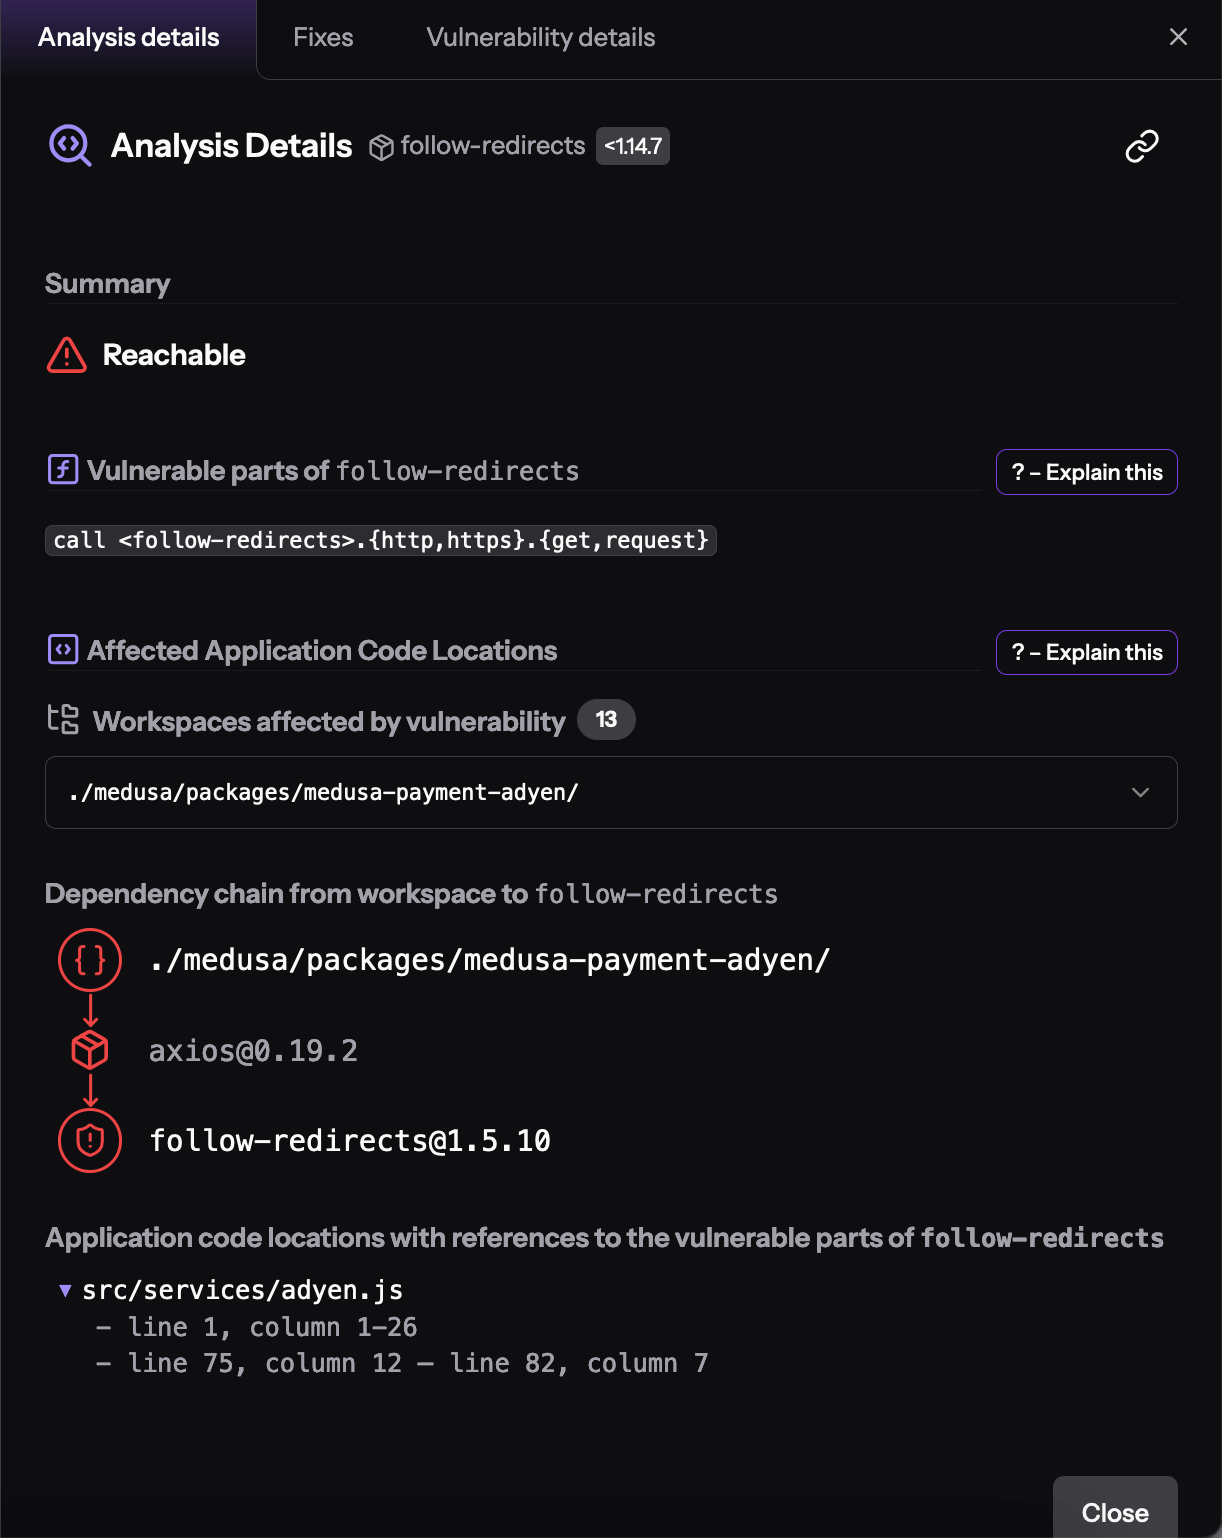 Analysis details
Fixes
Vulnerability details
Analysis Details follow-redirects <1.14.7
Summary
Reachable
Vulnerable parts of follow-redirects
? – Explain this
call <follow-redirects>.{http,https}.{get,request}
Affected Application Code Locations
? – Explain this
Workspaces affected by vulnerability 13
./medusa/packages/medusa-payment-adyen/
Dependency chain from workspace to follow-redirects
./medusa/packages/medusa-payment-adyen/
axios@0.19.2
follow-redirects@1.5.10
Application code locations with references to the vulnerable parts of follow-redirects
▼ src/services/adyen.js
– line 1, column 1–26
– line 75, column 12 – line 82, column 7
Close